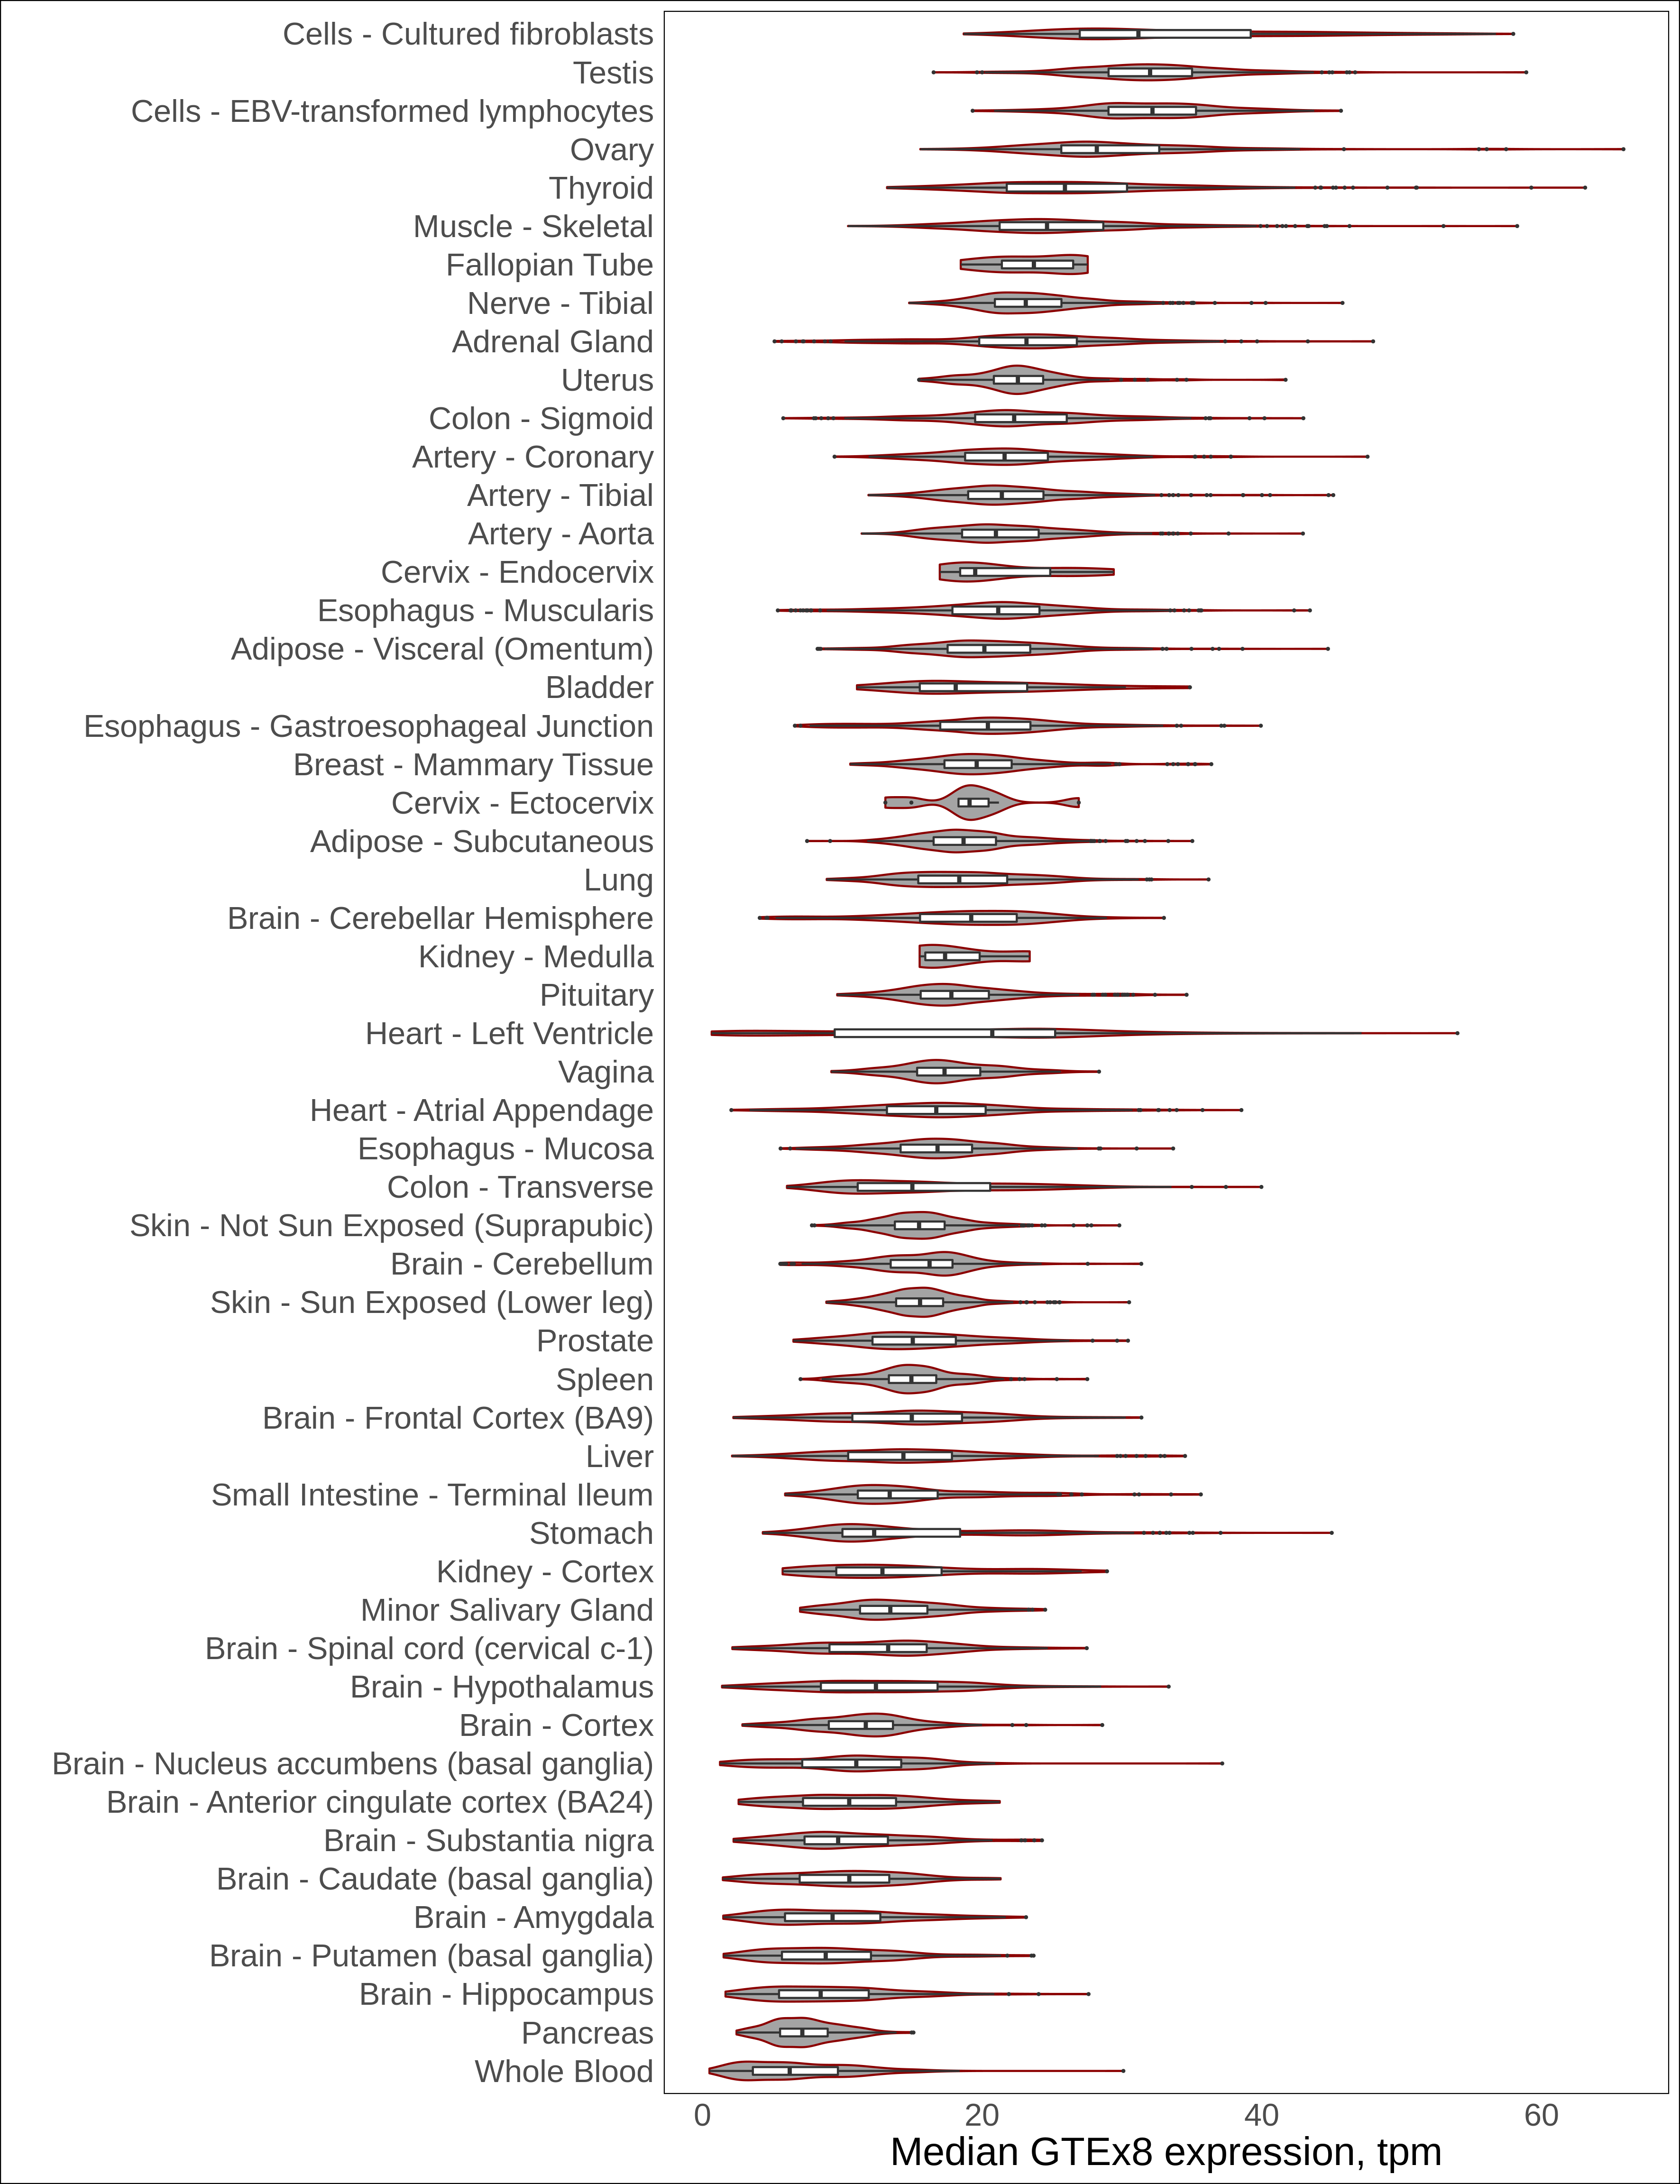 Cells - Cultured fibroblasts
Testis
Cells - EBV-transformed lymphocytes
Ovary
Thyroid
Muscle - Skeletal
Fallopian Tube
Nerve - Tibial
Adrenal Gland
Uterus
Colon - Sigmoid
Artery - Coronary
Artery - Tibial
Artery - Aorta
Cervix - Endocervix
Esophagus - Muscularis
Adipose - Visceral (Omentum)
Bladder
Esophagus - Gastroesophageal Junction
Breast - Mammary Tissue
Cervix - Ectocervix
Adipose - Subcutaneous
Lung
Brain - Cerebellar Hemisphere
Kidney - Medulla
Pituitary
Heart - Left Ventricle
Vagina
Heart - Atrial Appendage
Esophagus - Mucosa
Colon - Transverse
Skin - Not Sun Exposed (Suprapubic)
Brain - Cerebellum
Skin - Sun Exposed (Lower leg)
Prostate
Spleen
Brain - Frontal Cortex (BA9)
Liver
Small Intestine - Terminal Ileum
Stomach
Kidney - Cortex
Minor Salivary Gland
Brain - Spinal cord (cervical c-1)
Brain - Hypothalamus
Brain - Cortex
Brain - Nucleus accumbens (basal ganglia)
Brain - Anterior cingulate cortex (BA24)
Brain - Substantia nigra
Brain - Caudate (basal ganglia)
Brain - Amygdala
Brain - Putamen (basal ganglia)
Brain - Hippocampus
Pancreas
Whole Blood
0 20 40 60
Median GTEx8 expression, tpm